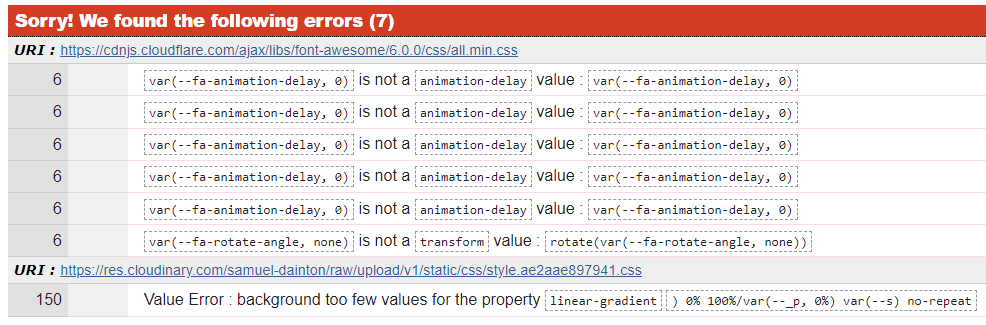 Sorry! We found the following errors (7)
URI : https://cdnjs.cloudflare.com/ajax/libs/font-awesome/6.0.0/css/all.min.css
6 var(--fa-animation-delay, 0) is not a animation-delay value : var(--fa-animation-delay, 0)
6 var(--fa-animation-delay, 0) is not a animation-delay value : var(--fa-animation-delay, 0)
6 var(--fa-animation-delay, 0) is not a animation-delay value : var(--fa-animation-delay, 0)
6 var(--fa-animation-delay, 0) is not a animation-delay value : var(--fa-animation-delay, 0)
6 var(--fa-animation-delay, 0) is not a animation-delay value : var(--fa-animation-delay, 0)
6 var(--fa-rotate-angle, none) is not a transform value : rotate(var(--fa-rotate-angle, none))
URI : https://res.cloudinary.com/samuel-dainton/raw/upload/v1/static/css/style.ae2aae897941.css
150 Value Error : background too few values for the property linear-gradient ) 0% 100%/var(--_p, 0%) var(--s) no-repeat